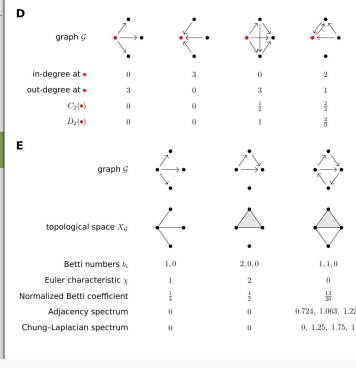 D
graph G
in-degree at • 0 3 0 2
out-degree at • 3 0 3 1
C₂(•) 0 0 1/2 2/3
D₂(•) 0 0 1 2/9
E
graph G
topological space X_G
Betti numbers bᵢ 1,0 2,0,0 1,1,0
Euler characteristic χ 1 2 0
Normalized Betti coefficient 1/4 1/2 13/20
Adjacency spectrum 0 0 0.724, 1.063, 1.22
Chung–Laplacian spectrum 0 0 0, 1.25, 1.75, 1